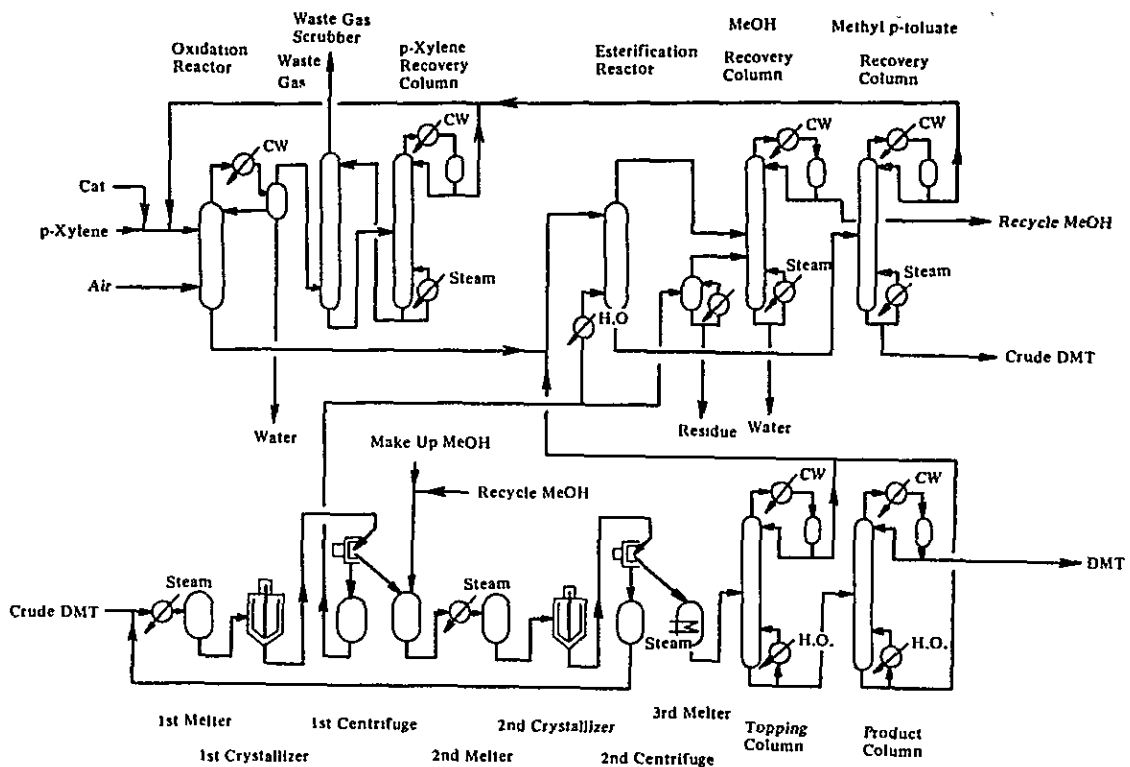 Waste Gas
Scrubber
Oxidation
Reactor
Waste
Gas
p-Xylene
Recovery
Column
Esterification
Reactor
MeOH
Recovery
Column
Methyl p-toluate
Recovery
Column
CW
CW
CW
CW
Cat
p-Xylene
Air
Steam
Steam
Steam
H.O
Recycle MeOH
Crude DMT
Water
Residue
Water
Make Up MeOH
Recycle MeOH
CW
CW
DMT
Crude DMT
Steam
Steam
H.O.
H.O.
1st Melter
1st Crystallizer
1st Centrifuge
2nd Melter
2nd Crystallizer
2nd Centrifuge
3rd Melter
Topping
Column
Product
Column